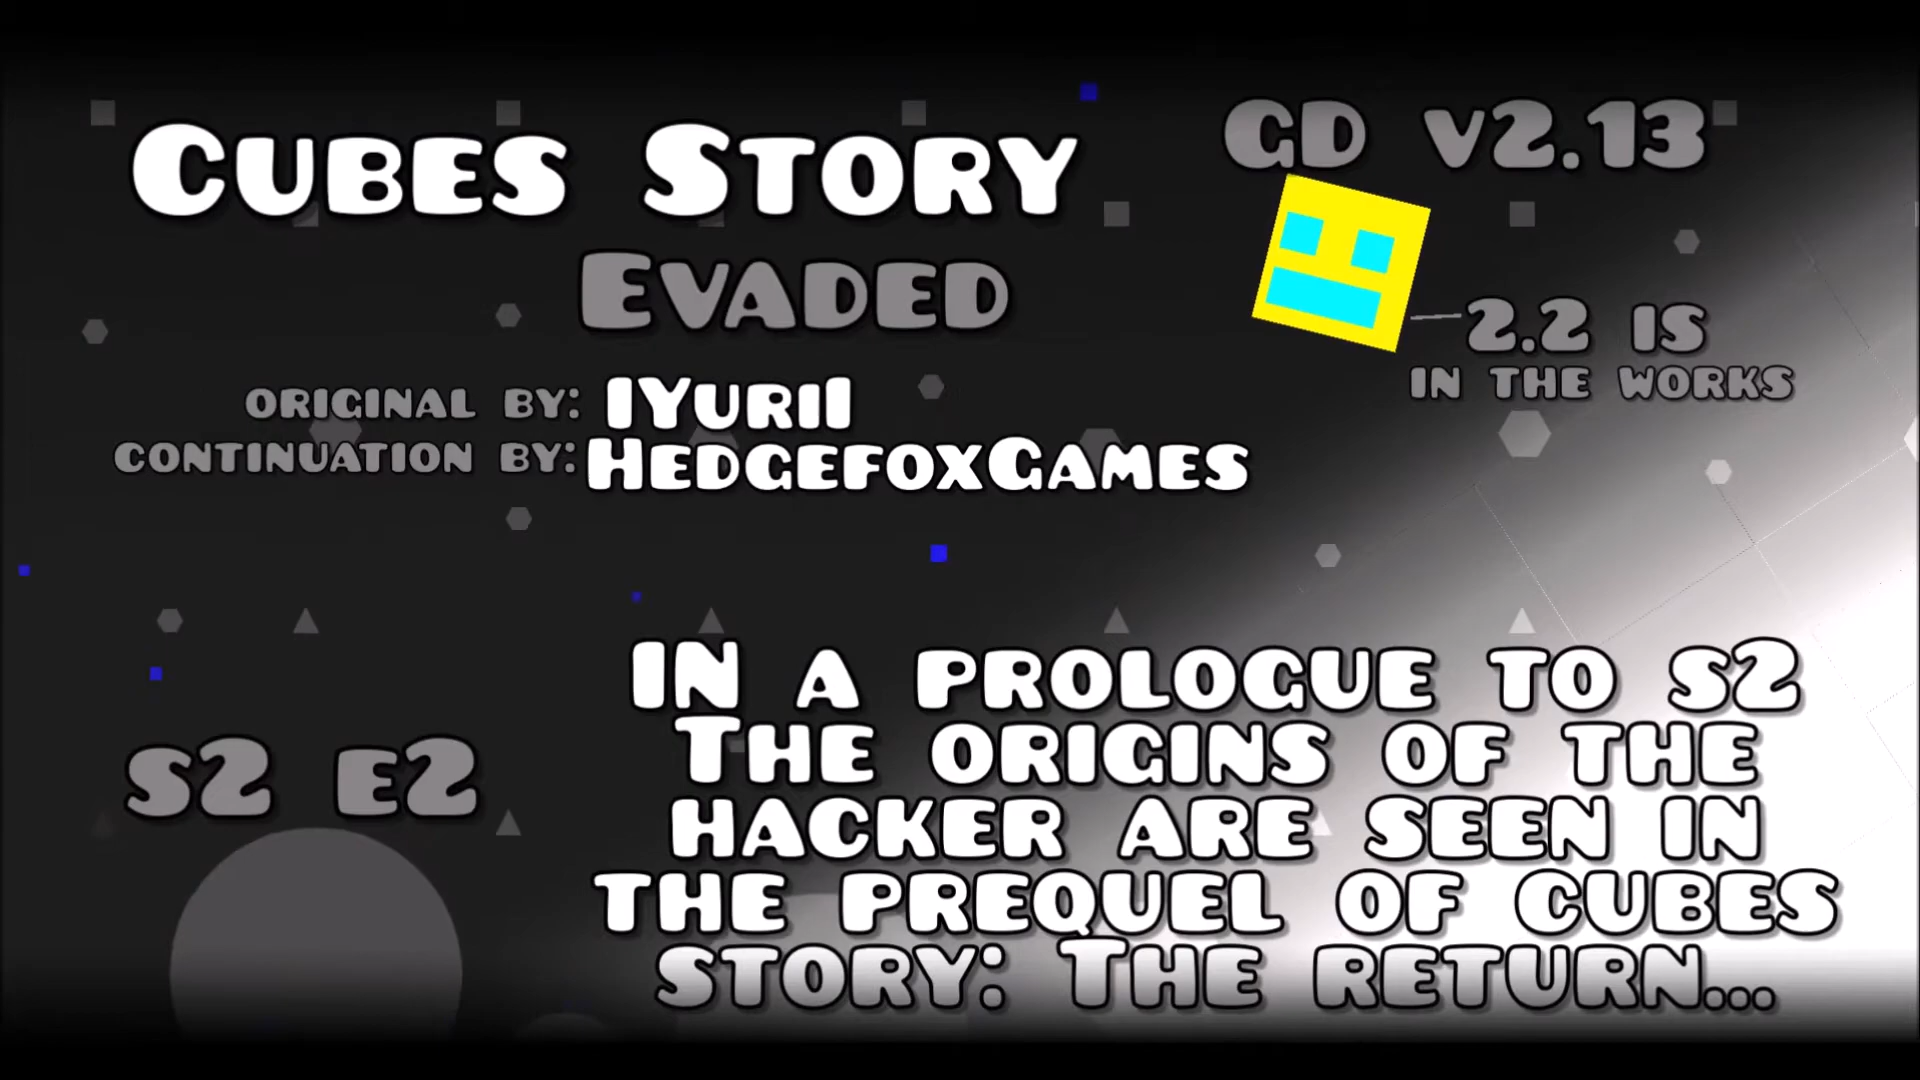 Cubes Story
Evaded
GD v2.13
2.2 is
in the works
original by: IYuriI
continuation by: HedgefoxGames
s2 e2
IN a prologue to s2
The origins of the
hacker are seen in
the prequel of cubes
story: The return...